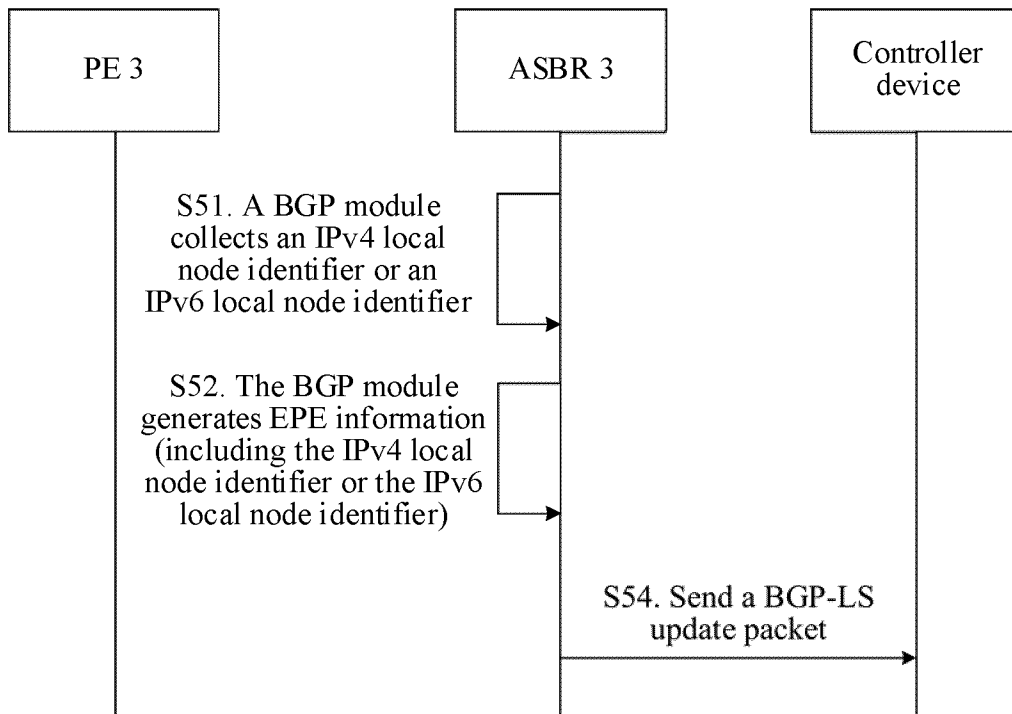 PE 3
ASBR 3
Controller
device
S51. A BGP module
collects an IPv4 local
node identifier or an
IPv6 local node identifier
S52. The BGP module
generates EPE information
(including the IPv4 local
node identifier or the IPv6
local node identifier)
S54. Send a BGP-LS
update packet